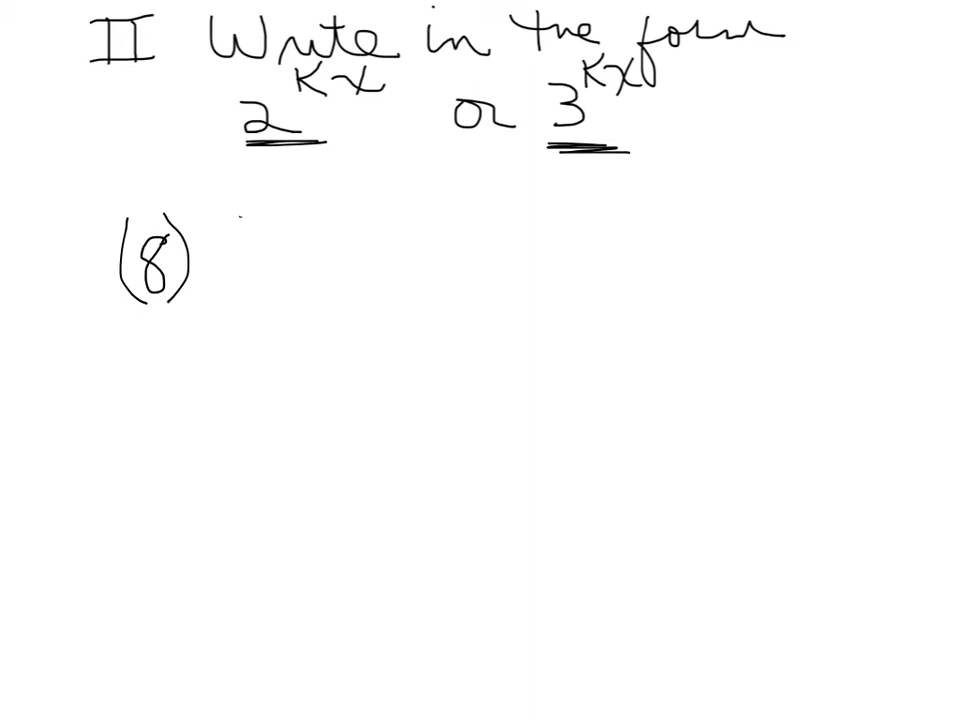 II Write in the form
2^{Kx} or 3^{Kx}
(8)